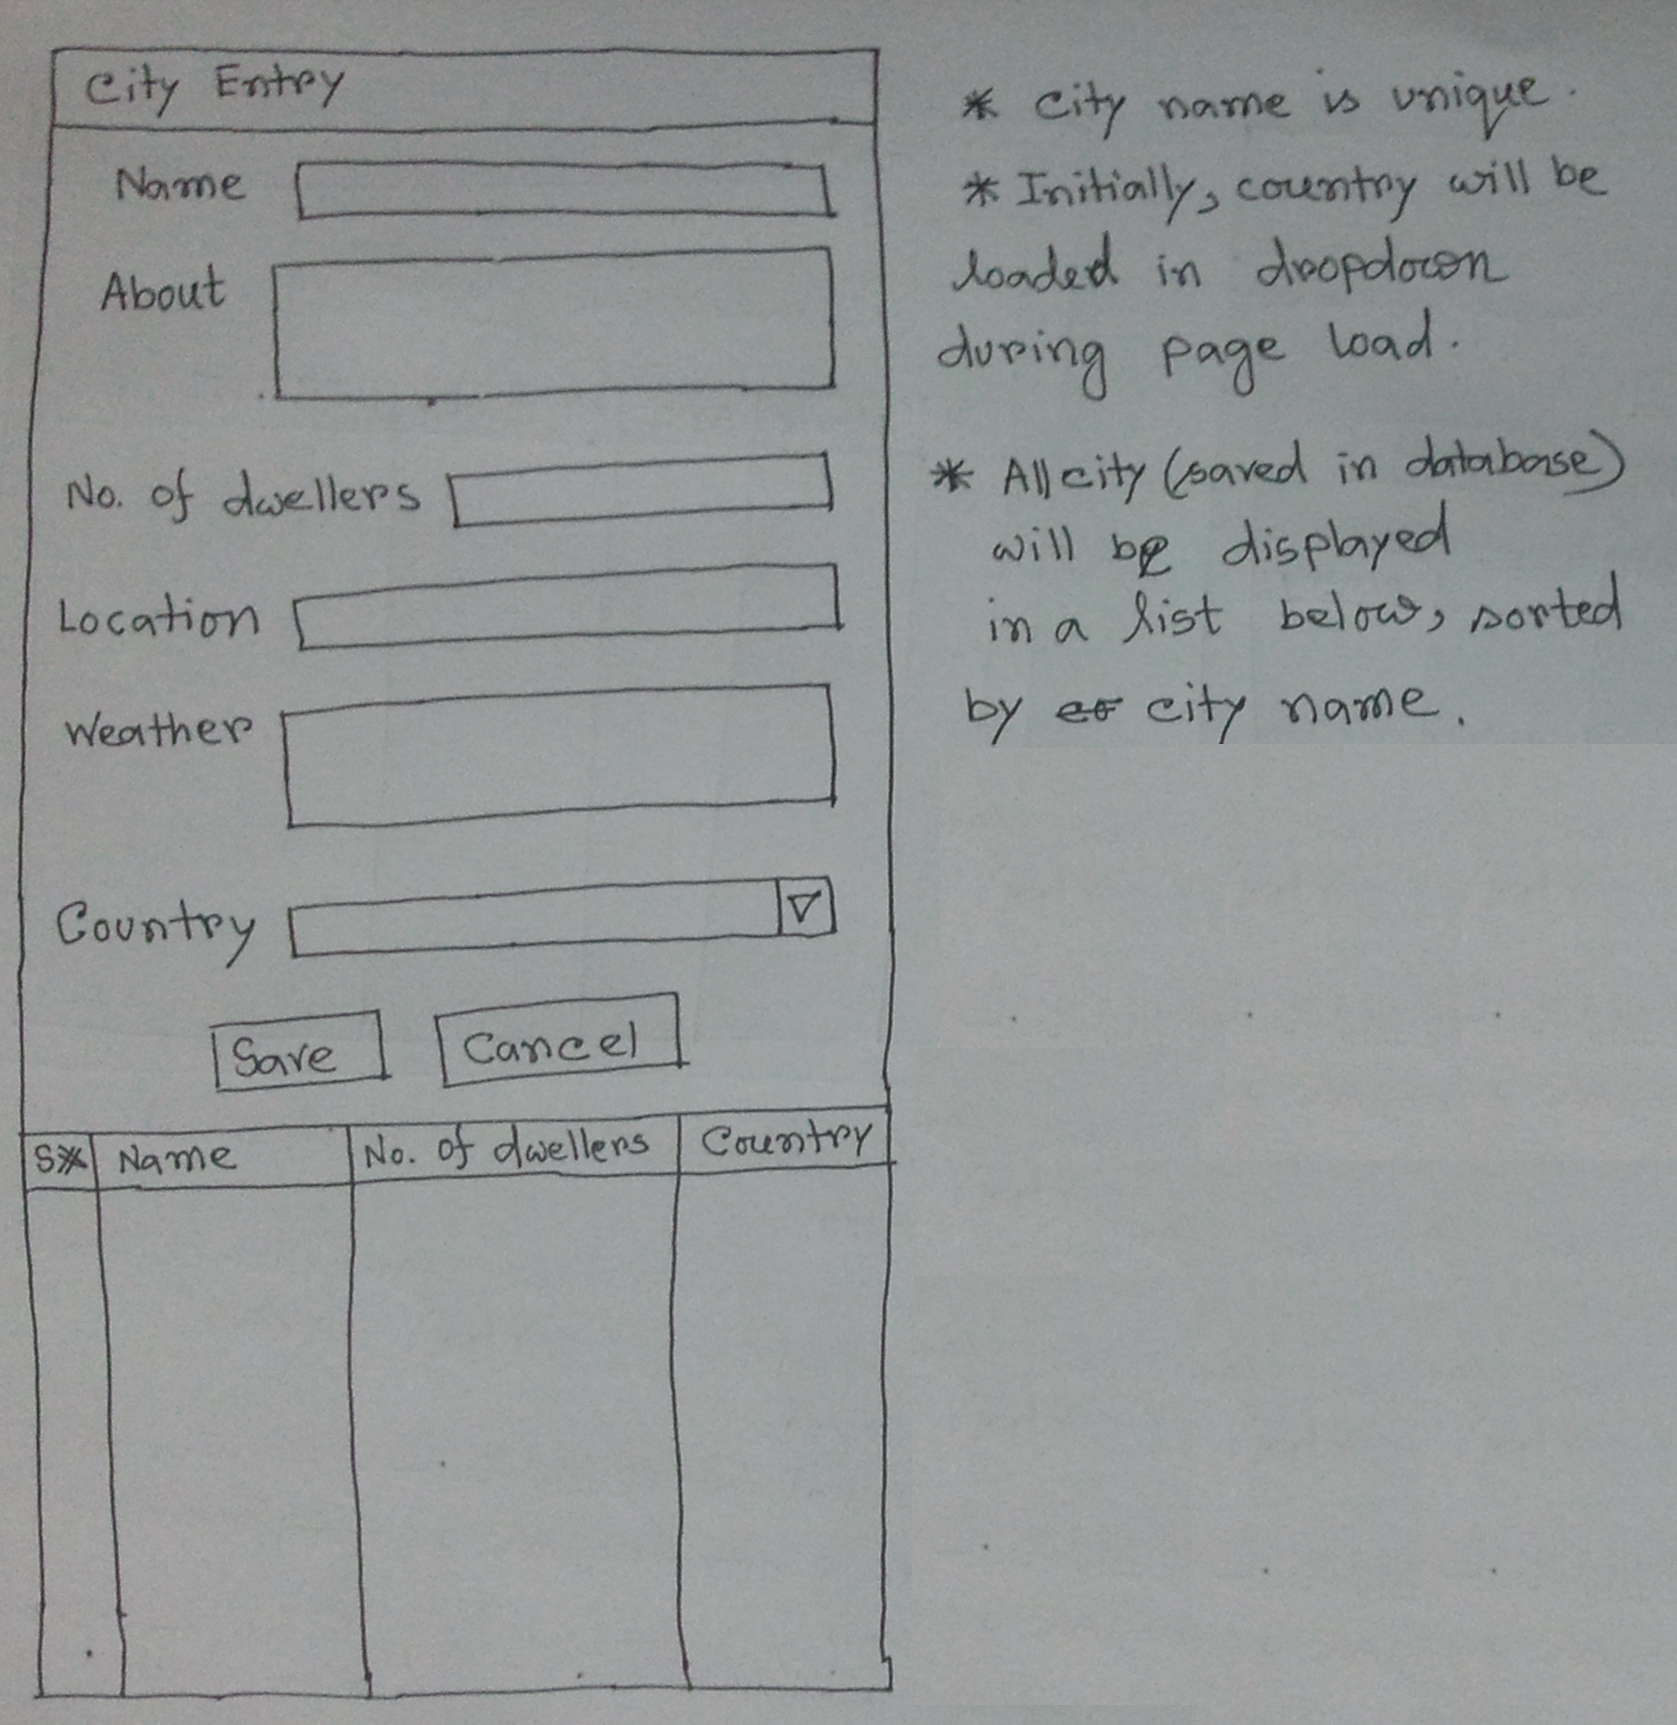 City Entry
Name
About
No. of dwellers
Location
Weather
Country
Save Cancel
Name No. of dwellers Country
* City name is unique.
* Initially, country will be
loaded in dropdown
during page load.
* All city (saved in database)
will be displayed
in a list below, sorted
by city name.